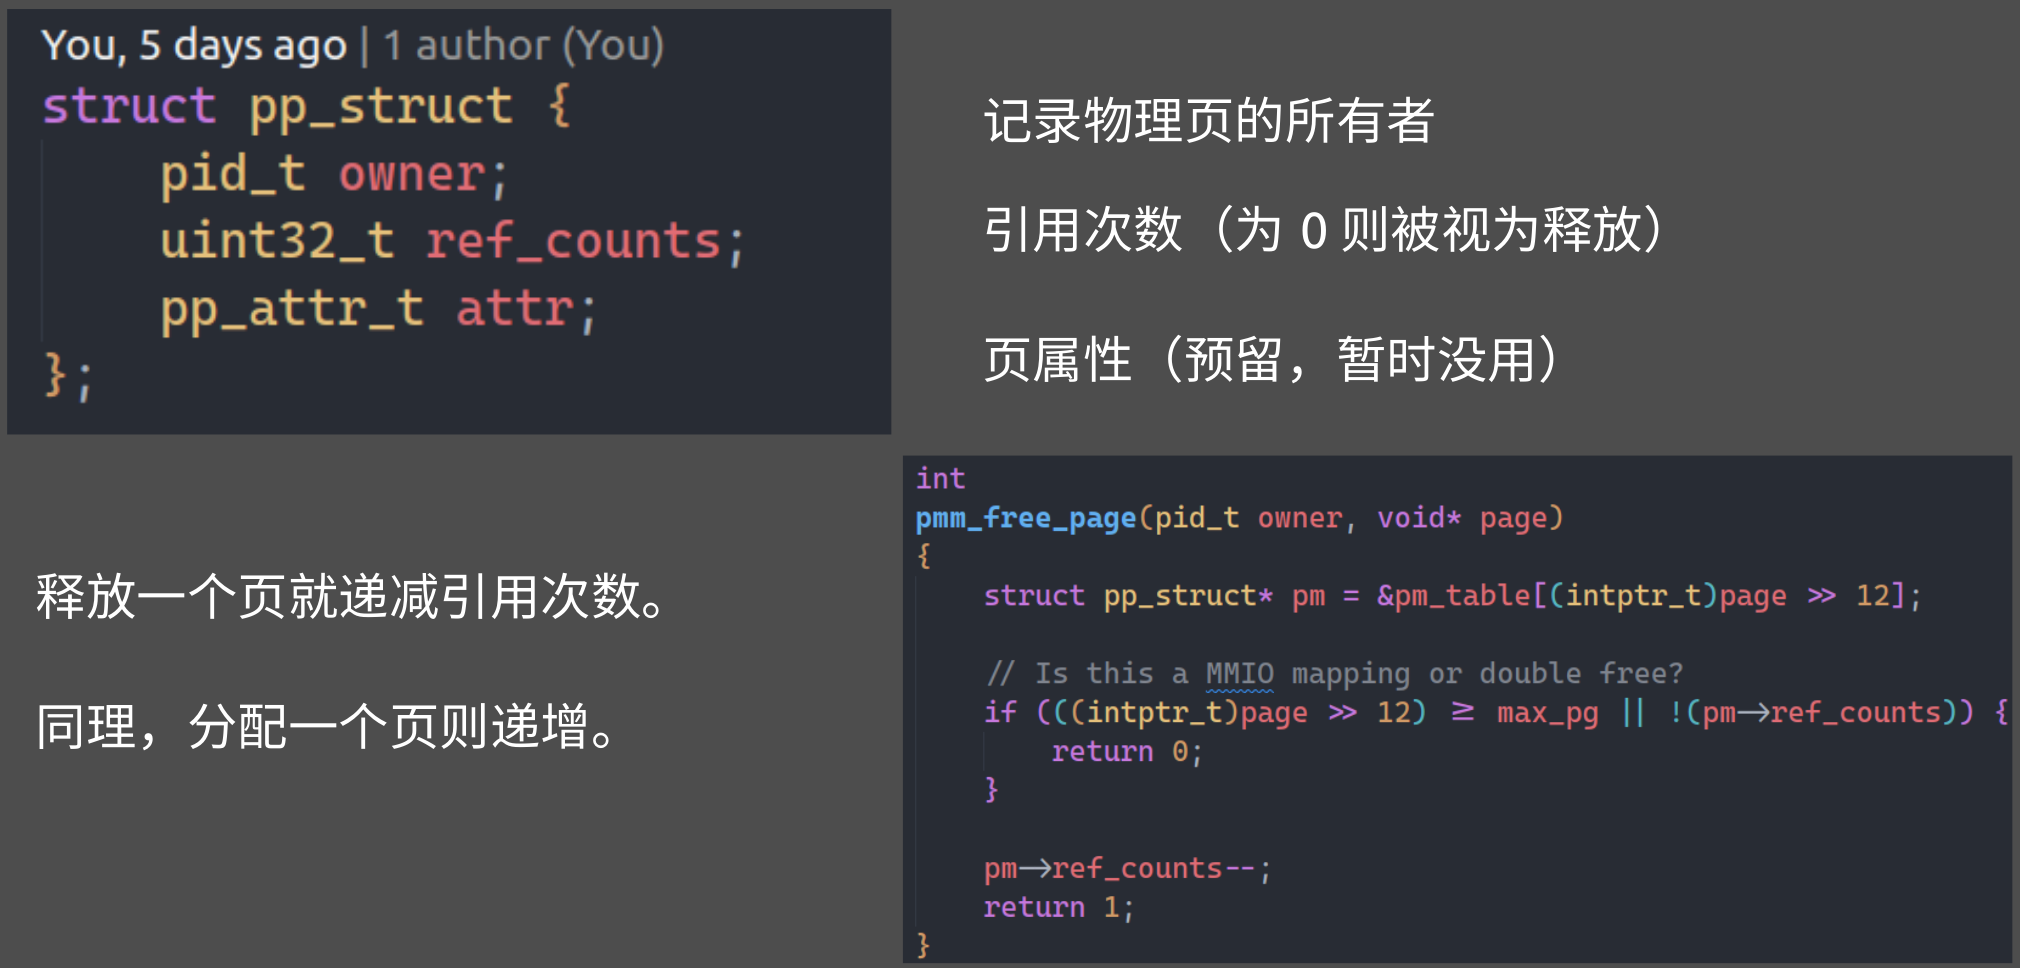 You, 5 days ago | 1 author (You)
struct pp_struct {
    pid_t owner;
    uint32_t ref_counts;
    pp_attr_t attr;
};
记录物理页的所有者
引用次数（为 0 则被视为释放）
页属性（预留，暂时没用）
释放一个页就递减引用次数。
同理，分配一个页则递增。
int
pmm_free_page(pid_t owner, void* page)
{
    struct pp_struct* pm = &pm_table[(intptr_t)page >> 12];
    // Is this a MMIO mapping or double free?
    if (((intptr_t)page >> 12) >= max_pg || !(pm->ref_counts)) {
        return 0;
    }
    pm->ref_counts--;
    return 1;
}